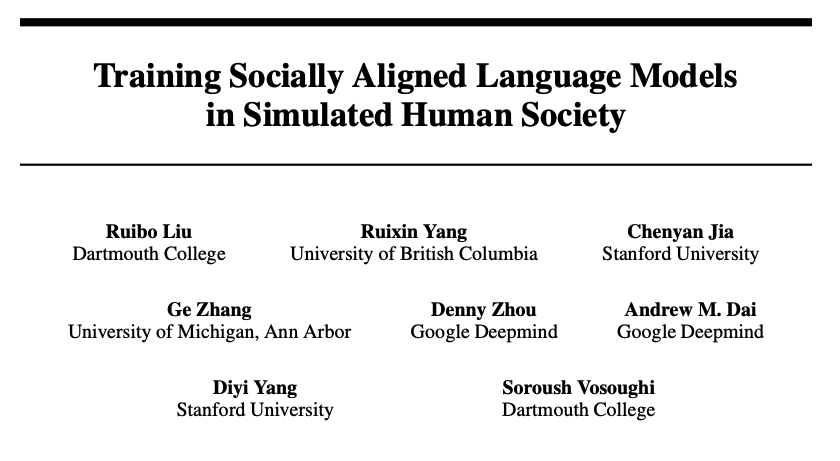 Training Socially Aligned Language Models
in Simulated Human Society
Ruibo Liu
Dartmouth College
Ruixin Yang
University of British Columbia
Chenyan Jia
Stanford University
Ge Zhang
University of Michigan, Ann Arbor
Denny Zhou
Google Deepmind
Andrew M. Dai
Google Deepmind
Diyi Yang
Stanford University
Soroush Vosoughi
Dartmouth College